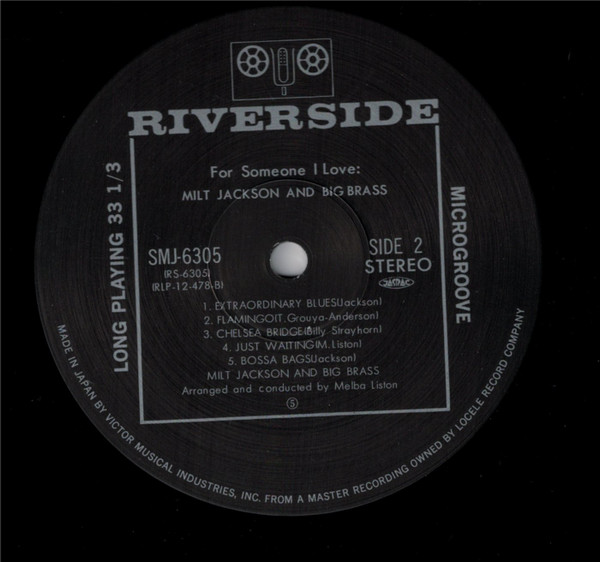 RIVERSIDE
For Someone I Love:
MILT JACKSON AND BIG BRASS
LONG PLAYING 33 1/3
MICROGROOVE
SMJ-6305
(RS-6305)
(RLP-12-478-B)
SIDE 2
STEREO
1. EXTRAORDINARY BLUES(Jackson)
2. FLAMINGO(T. Grouya-Anderson)
3. CHELSEA BRIDGE(Billy Strayhorn)
4. JUST WAITING(M. Liston)
5. BOSSA BAGS(Jackson)
MILT JACKSON AND BIG BRASS
Arranged and conducted by Melba Liston
Ⓢ
MADE IN JAPAN BY VICTOR MUSICAL INDUSTRIES, INC. FROM A MASTER RECORDING OWNED BY LOCELE RECORD COMPANY